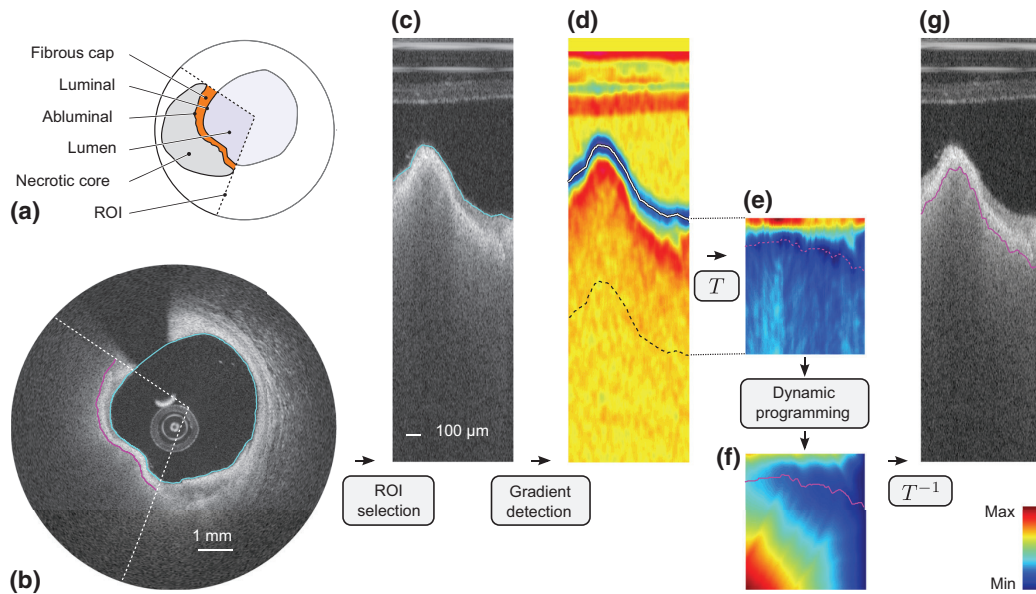 (a)
Fibrous cap
Luminal
Abluminal
Lumen
Necrotic core
ROI
(b)
1 mm
(c)
100 µm
ROI
selection
(d)
Gradient
detection
(e)
T
Dynamic
programming
(f)
T⁻¹
(g)
Max
Min